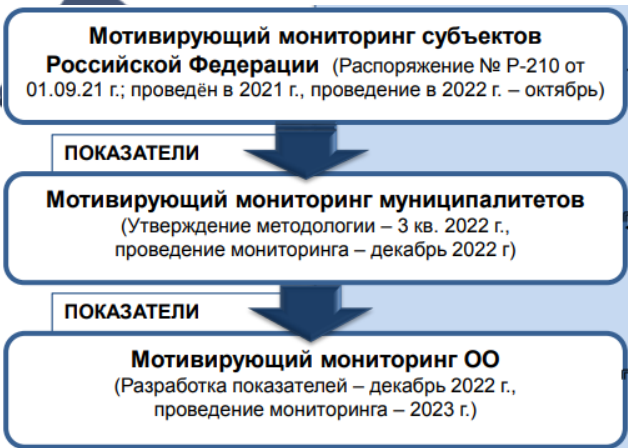 Мотивирующий мониторинг субъектов
Российской Федерации (Распоряжение № Р-210 от
01.09.21 г.; проведён в 2021 г., проведение в 2022 г. – октябрь)
ПОКАЗАТЕЛИ
Мотивирующий мониторинг муниципалитетов
(Утверждение методологии – 3 кв. 2022 г.,
проведение мониторинга – декабрь 2022 г)
ПОКАЗАТЕЛИ
Мотивирующий мониторинг ОО
(Разработка показателей – декабрь 2022 г.,
проведение мониторинга – 2023 г.)